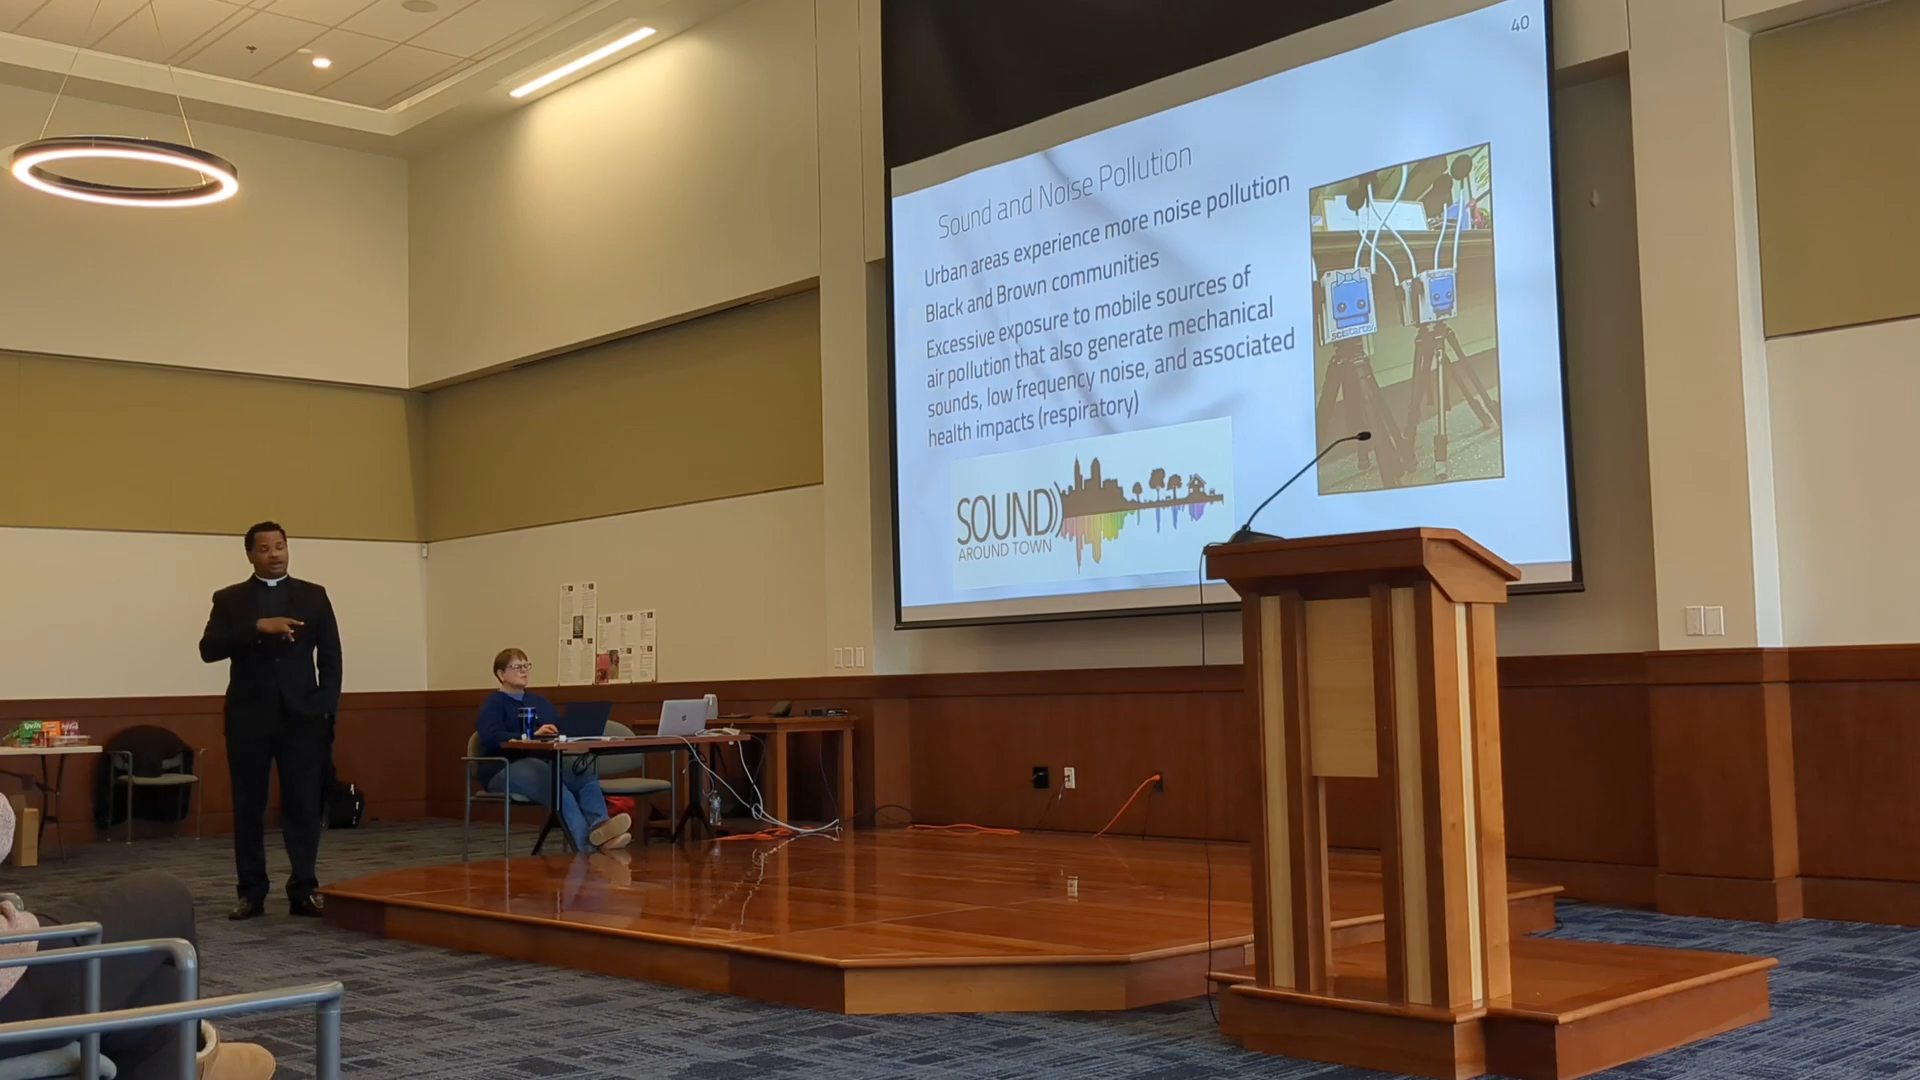 40
Sound and Noise Pollution
Urban areas experience more noise pollution
Black and Brown communities
Excessive exposure to mobile sources of
air pollution that also generate mechanical
sounds, low frequency noise, and associated
health impacts (respiratory)
SOUND
AROUND TOWN